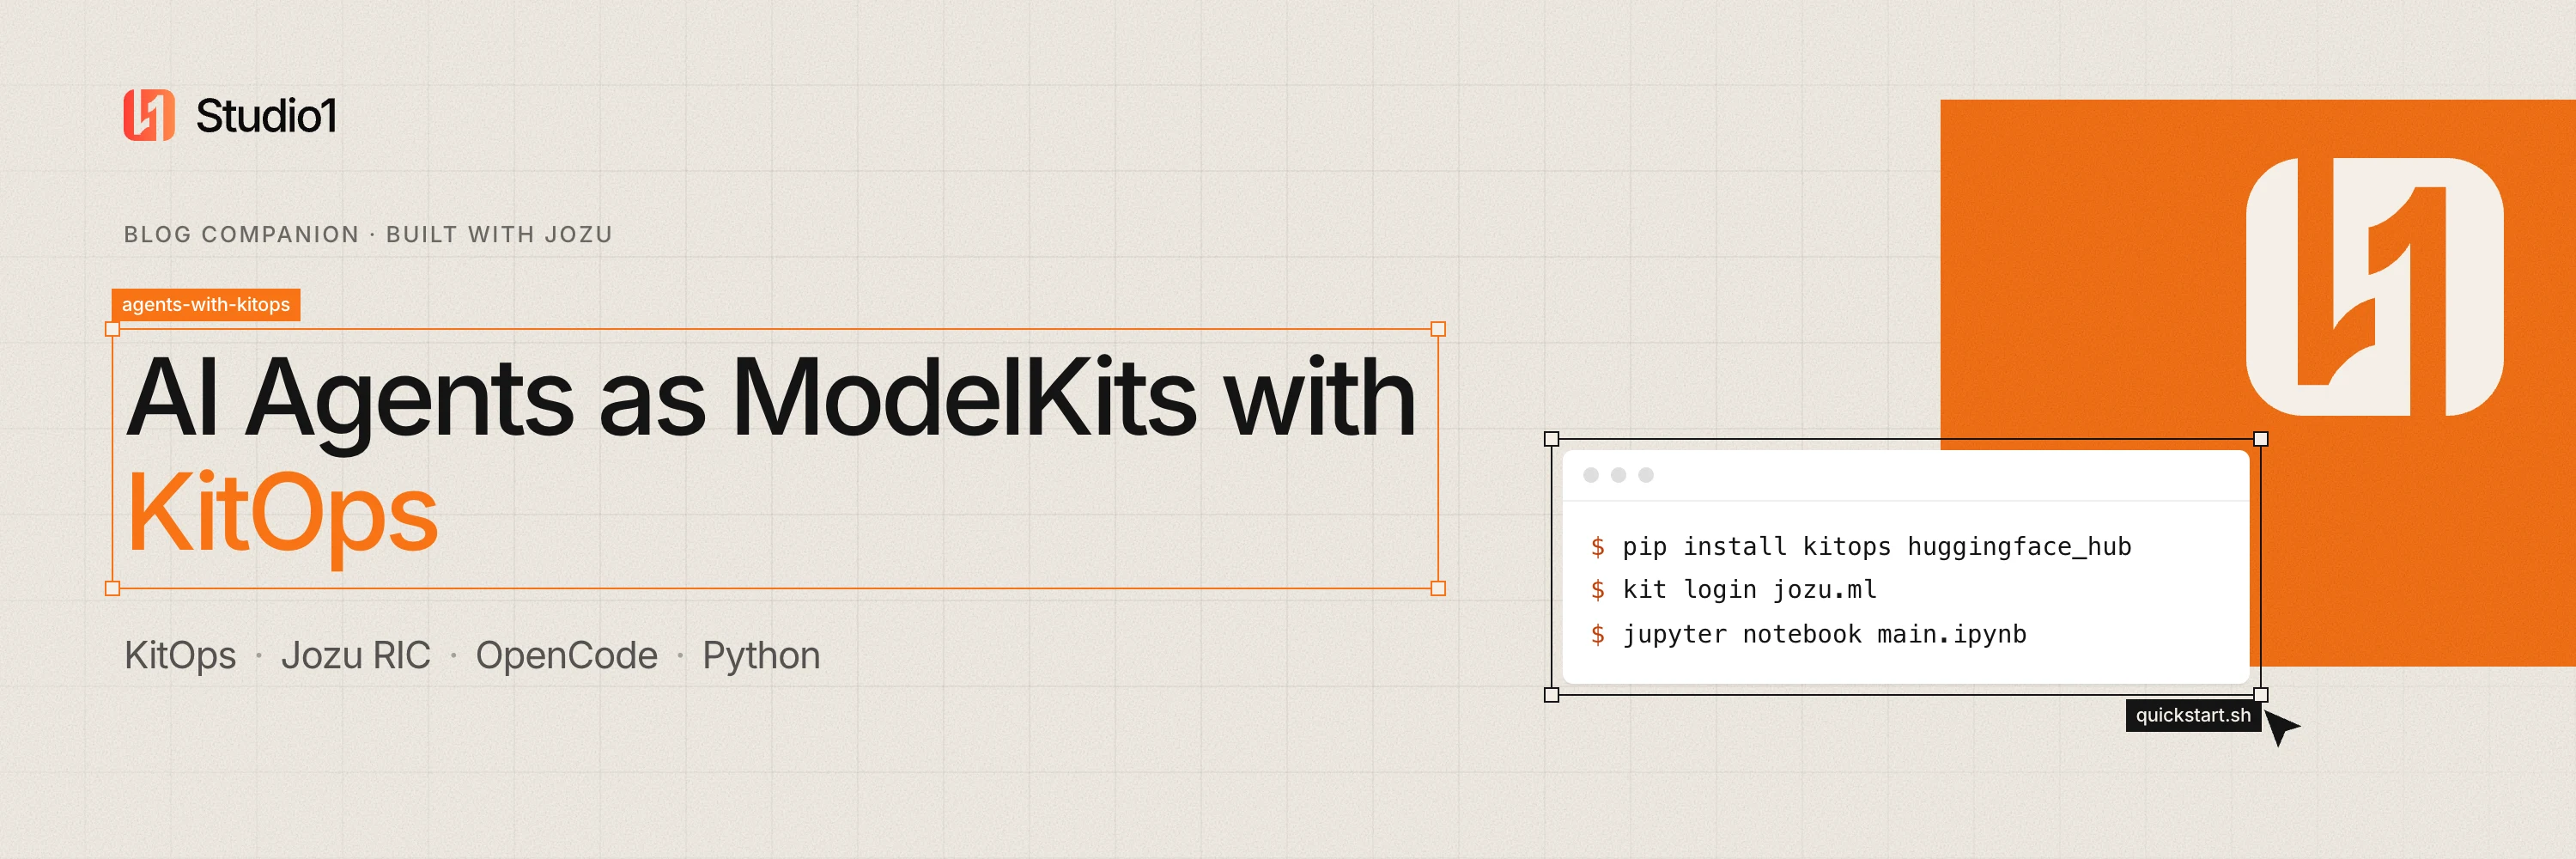 Studio1
BLOG COMPANION · BUILT WITH JOZU
agents-with-kitops
AI Agents as ModelKits with
KitOps
KitOps · Jozu RIC · OpenCode · Python
$ pip install kitops huggingface_hub
$ kit login jozu.ml
$ jupyter notebook main.ipynb
quickstart.sh